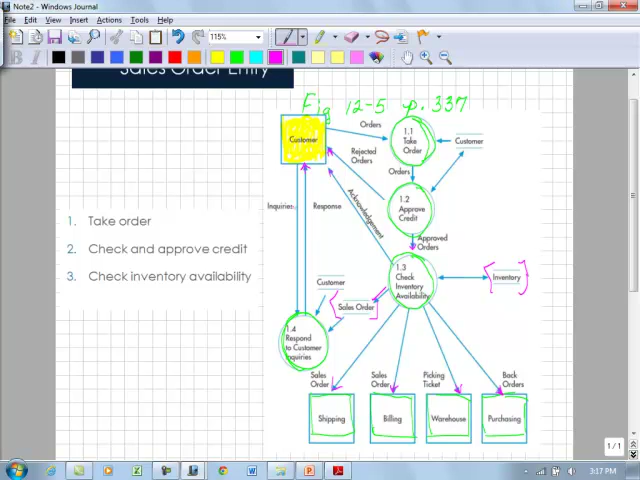 Note2 - Windows Journal
File Edit View Insert Actions Tools Help
115%
Sales Order Entry
Fig 12-5 p. 337
Orders
Customer
1.1
Take
Order
Customer
Rejected
Orders
Orders
1.2
Approve
Credit
Inquiries
Response
Acknowledgement
Approved
Orders
1. Take order
2. Check and approve credit
3. Check inventory availability
1.3
Check
Inventory
Availability
Inventory
Customer
Sales Order
1.4
Respond
to Customer
Inquiries
Sales
Order
Sales
Order
Picking
Ticket
Back
Orders
Shipping
Billing
Warehouse
Purchasing
1/1
3:17 PM